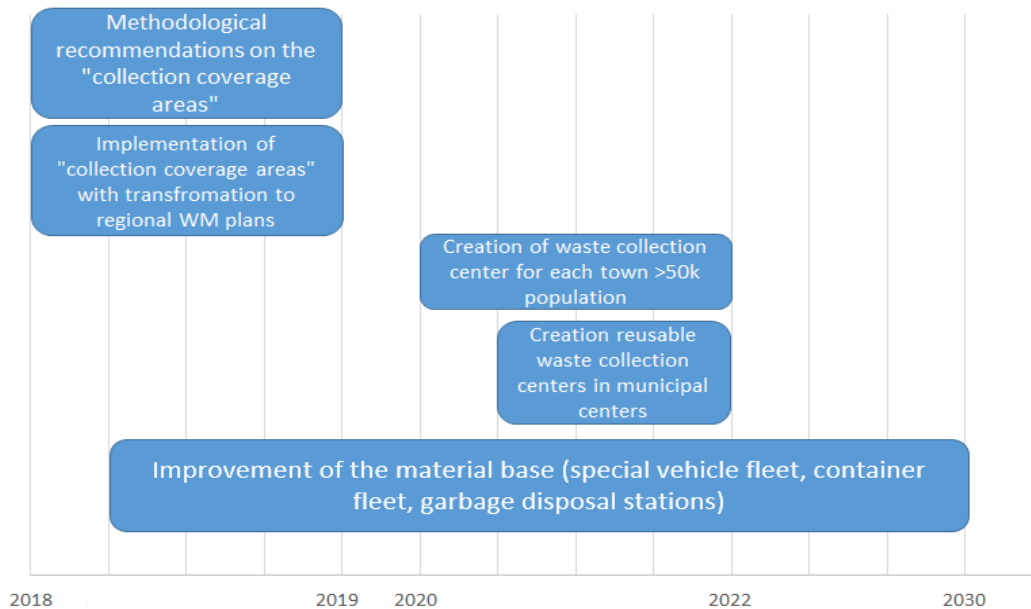 Methodological
recommendations on the
"collection coverage
areas"
Implementation of
"collection coverage areas"
with transfromation to
regional WM plans
Creation of waste collection
center for each town >50k
population
Creation reusable
waste collection
centers in municipal
centers
Improvement of the material base (special vehicle fleet, container
fleet, garbage disposal stations)
2018 2019 2020 2022 2030